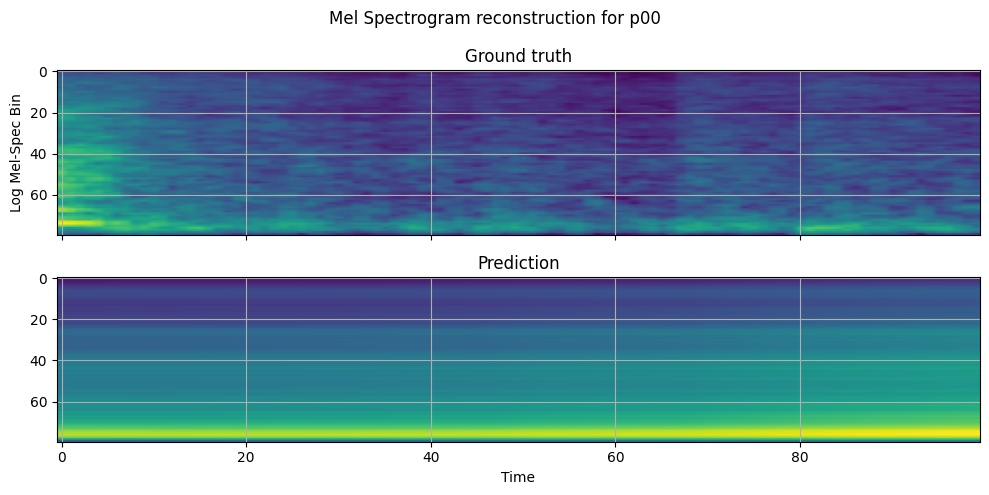 Mel Spectrogram reconstruction for p00
Ground truth
Log Mel-Spec Bin
0
20
40
60
Prediction
0
20
40
60
0 20 40 60 80
Time